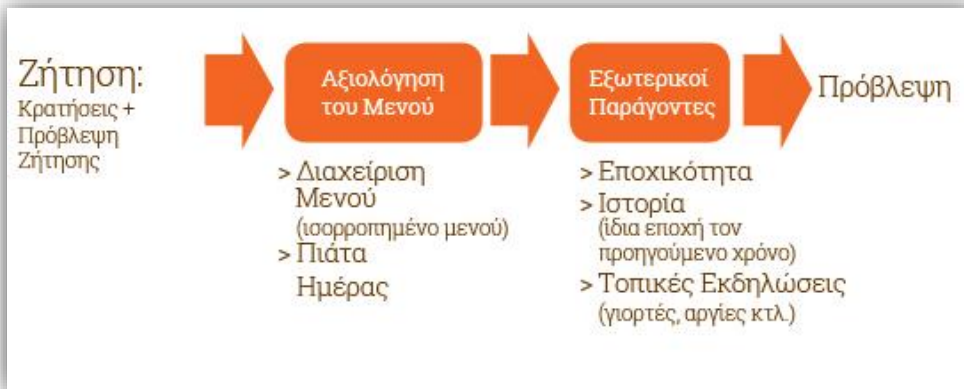 Ζήτηση:
Κρατήσεις +
Πρόβλεψη
Ζήτησης
Αξιολόγηση
του Μενού
> Διαχείριση
Μενού
(ισορροπημένο μενού)
> Πιάτα
Ημέρας
Εξωτερικοί
Παράγοντες
> Εποχικότητα
> Ιστορία
(ίδια εποχή τον
προηγούμενο χρόνο)
> Τοπικές Εκδηλώσεις
(γιορτές, αργίες κτλ.)
Πρόβλεψη